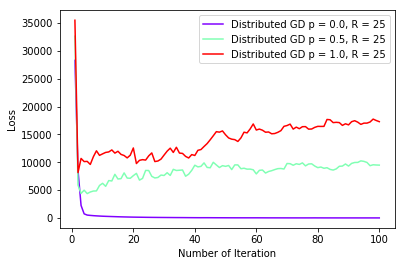 35000
30000
25000
20000
15000
10000
5000
0
Loss
Distributed GD p = 0.0, R = 25
Distributed GD p = 0.5, R = 25
Distributed GD p = 1.0, R = 25
0 20 40 60 80 100
Number of Iteration